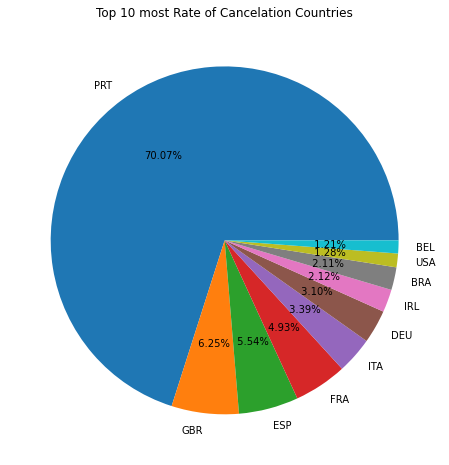 Top 10 most Rate of Cancelation Countries
PRT
70.07%
BEL
1.21%
USA
1.28%
BRA
2.11%
IRL
2.12%
DEU
3.10%
ITA
3.39%
FRA
4.93%
ESP
5.54%
GBR
6.25%